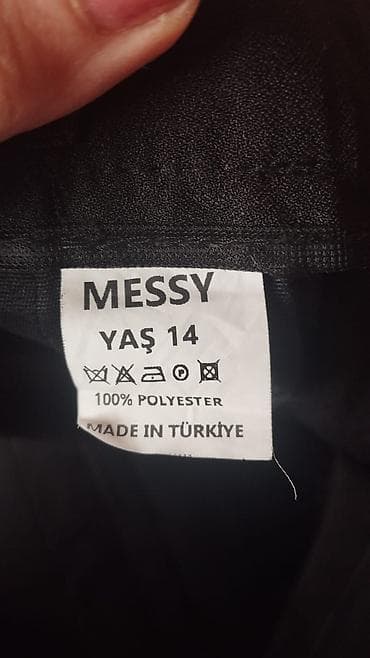 MESSY
YAŞ 14
P
100% POLYESTER
MADE IN TÜRKİYE